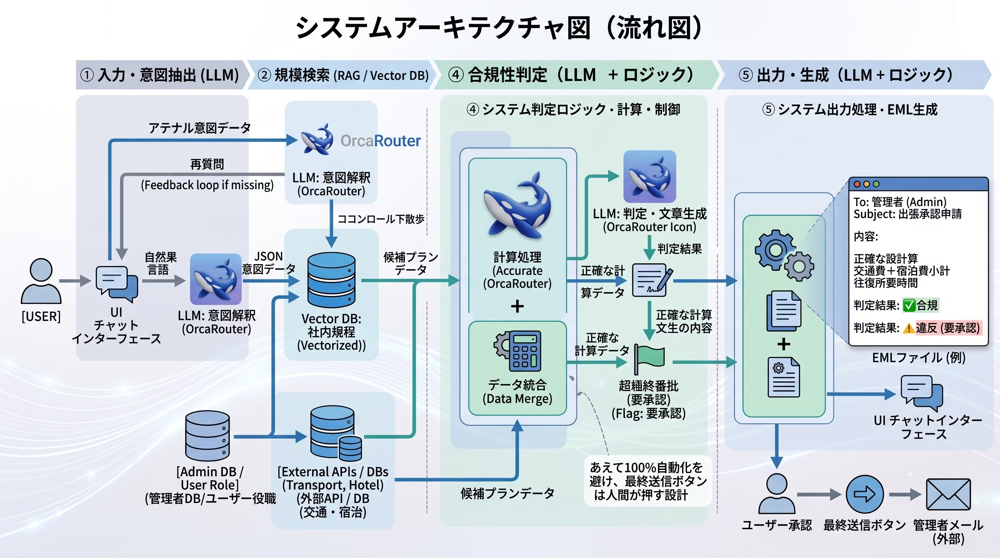 システムアーキテクチャ図（流れ図）
① 入力・意図抽出 (LLM)
② 規模検索 (RAG / Vector DB)
④ 合規性判定（LLM + ロジック）
⑤ 出力・生成（LLM + ロジック）
アテナル意図データ
OrcaRouter
再質問
(Feedback loop if missing)
LLM: 意図解釈
(OrcaRouter)
ココンロール下散歩
[USER]
UI
チャット
インターフェース
自然果
言語
LLM: 意図解釈
(OrcaRouter)
JSON
意図データ
Vector DB:
社内規程
(Vectorized))
候補プラン
データ
[Admin DB /
User Role]
(管理者DB/ユーザー役職
[External APIs / DBs
(Transport, Hotel)
(外部API / DB
(交通・宿治)
候補プランデータ
④ システム判定ロジック・計算・制御
計算処理
(Accurate
(OrcaRouter)
+
データ統合
(Data Merge)
LLM: 判定・文章生成
(OrcaRouter Icon)
判定結果
正確な計
算データ
正確な計算
文生の内容
正確な
計算データ
超極終番批
(要承認)
(Flag: 要承認)
あえて100%自動化を
避け、最終送信ボタン
は人間が押す設計
⑤ システム出力処理・EML生成
+
To: 管理者 (Admin)
Subject: 出張承認申請
内容:
正確な設計算
交通費＋宿泊費小計
往復所要時間
判定結果: ✅合規
判定結果: ⚠違反 (要承認)
EMLファイル (例)
UI チャットインター
フェース
ユーザー承認
最終送信ボタン
管理者メール
(外部)